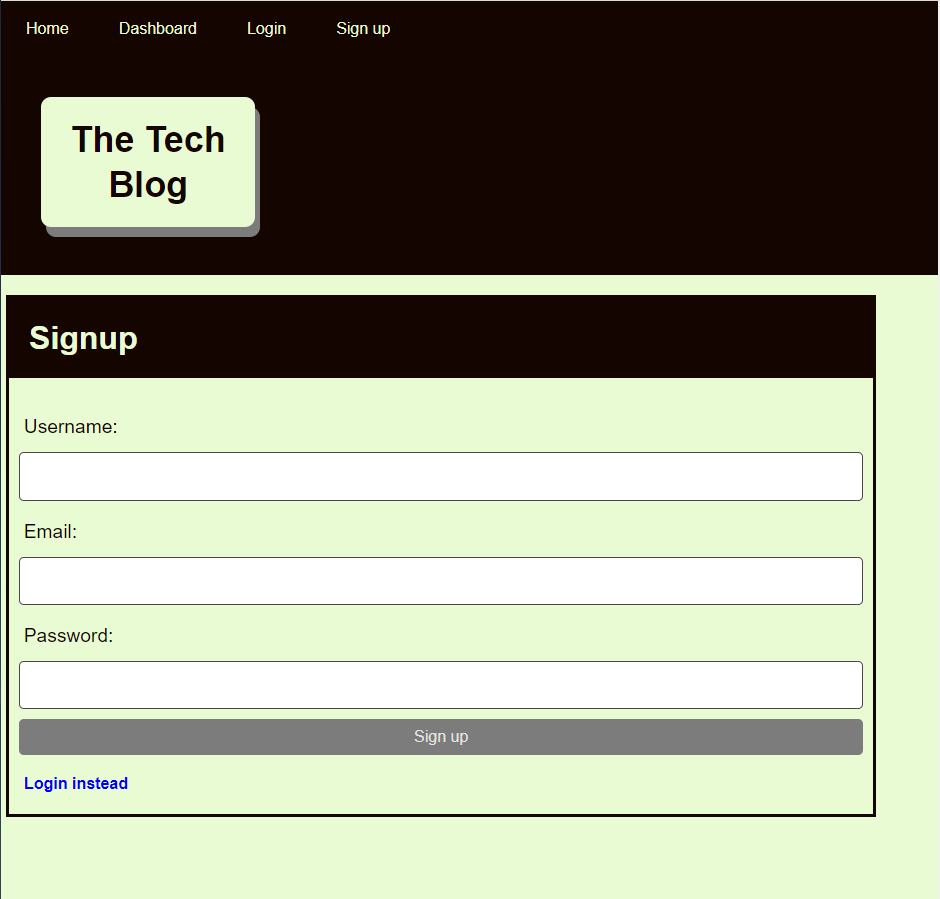 Home Dashboard Login Sign up
The Tech
Blog
Signup
Username:
Email:
Password:
Sign up
Login instead